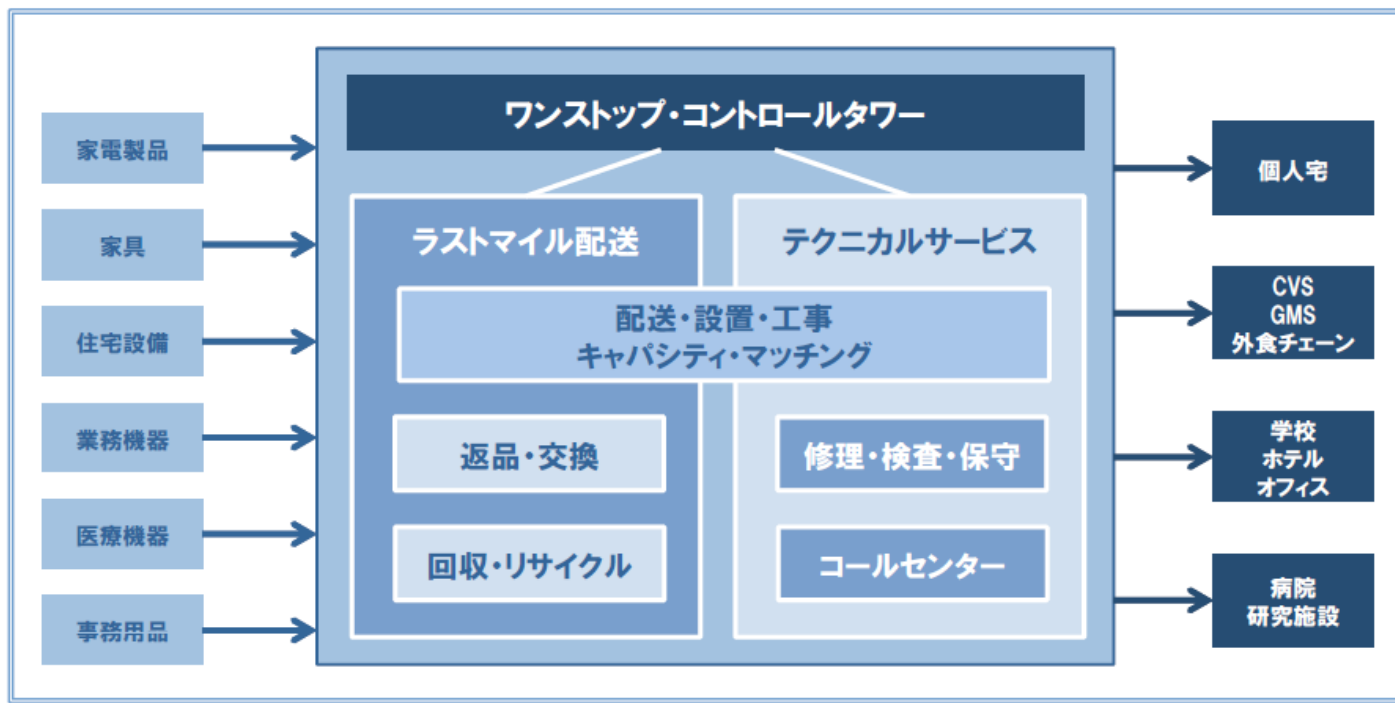 ワンストップ・コントロールタワー
家電製品
家具
住宅設備
業務機器
医療機器
事務用品
ラストマイル配送
テクニカルサービス
配送・設置・工事
キャパシティ・マッチング
返品・交換
修理・検査・保守
回収・リサイクル
コールセンター
個人宅
CVS
GMS
外食チェーン
学校
ホテル
オフィス
病院
研究施設